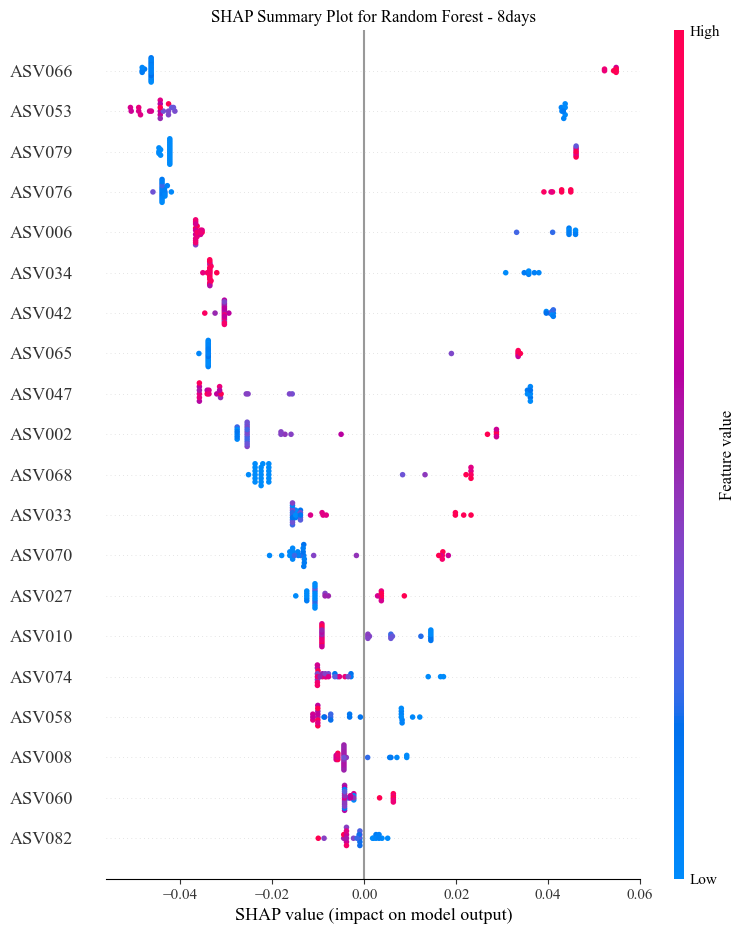 SHAP Summary Plot for Random Forest - 8days
High
ASV066
ASV053
ASV079
ASV076
ASV006
ASV034
ASV042
ASV065
ASV047
ASV002
ASV068
ASV033
ASV070
ASV027
ASV010
ASV074
ASV058
ASV008
ASV060
ASV082
Feature value
Low
−0.04 −0.02 0.00 0.02 0.04 0.06
SHAP value (impact on model output)